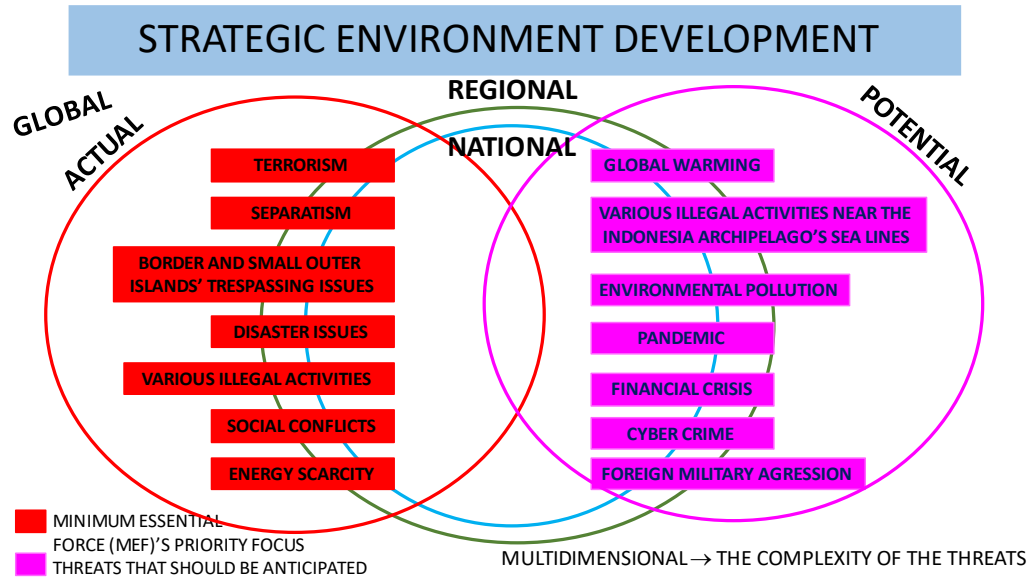 STRATEGIC ENVIRONMENT DEVELOPMENT
GLOBAL
ACTUAL
REGIONAL
NATIONAL
POTENTIAL
TERRORISM
SEPARATISM
BORDER AND SMALL OUTER
ISLANDS’ TRESPASSING ISSUES
DISASTER ISSUES
VARIOUS ILLEGAL ACTIVITIES
SOCIAL CONFLICTS
ENERGY SCARCITY
GLOBAL WARMING
VARIOUS ILLEGAL ACTIVITIES NEAR THE
INDONESIA ARCHIPELAGO’S SEA LINES
ENVIRONMENTAL POLLUTION
PANDEMIC
FINANCIAL CRISIS
CYBER CRIME
FOREIGN MILITARY AGRESSION
MINIMUM ESSENTIAL
FORCE (MEF)’S PRIORITY FOCUS
THREATS THAT SHOULD BE ANTICIPATED
MULTIDIMENSIONAL → THE COMPLEXITY OF THE THREATS